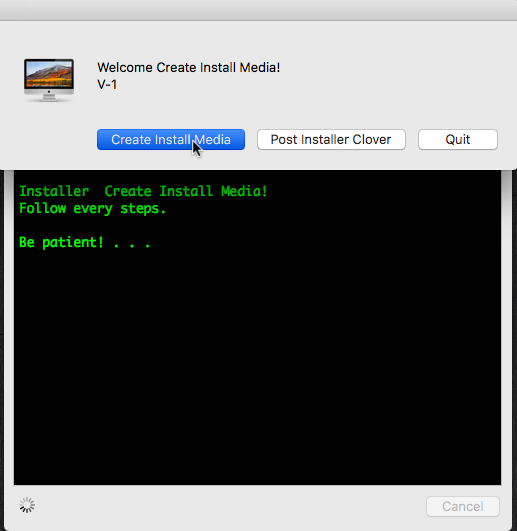 Welcome Create Install Media!
V-1
Create Install Media
Post Installer Clover
Quit
Installer  Create Install Media!
Follow every steps.
Be patient! . . .
Cancel